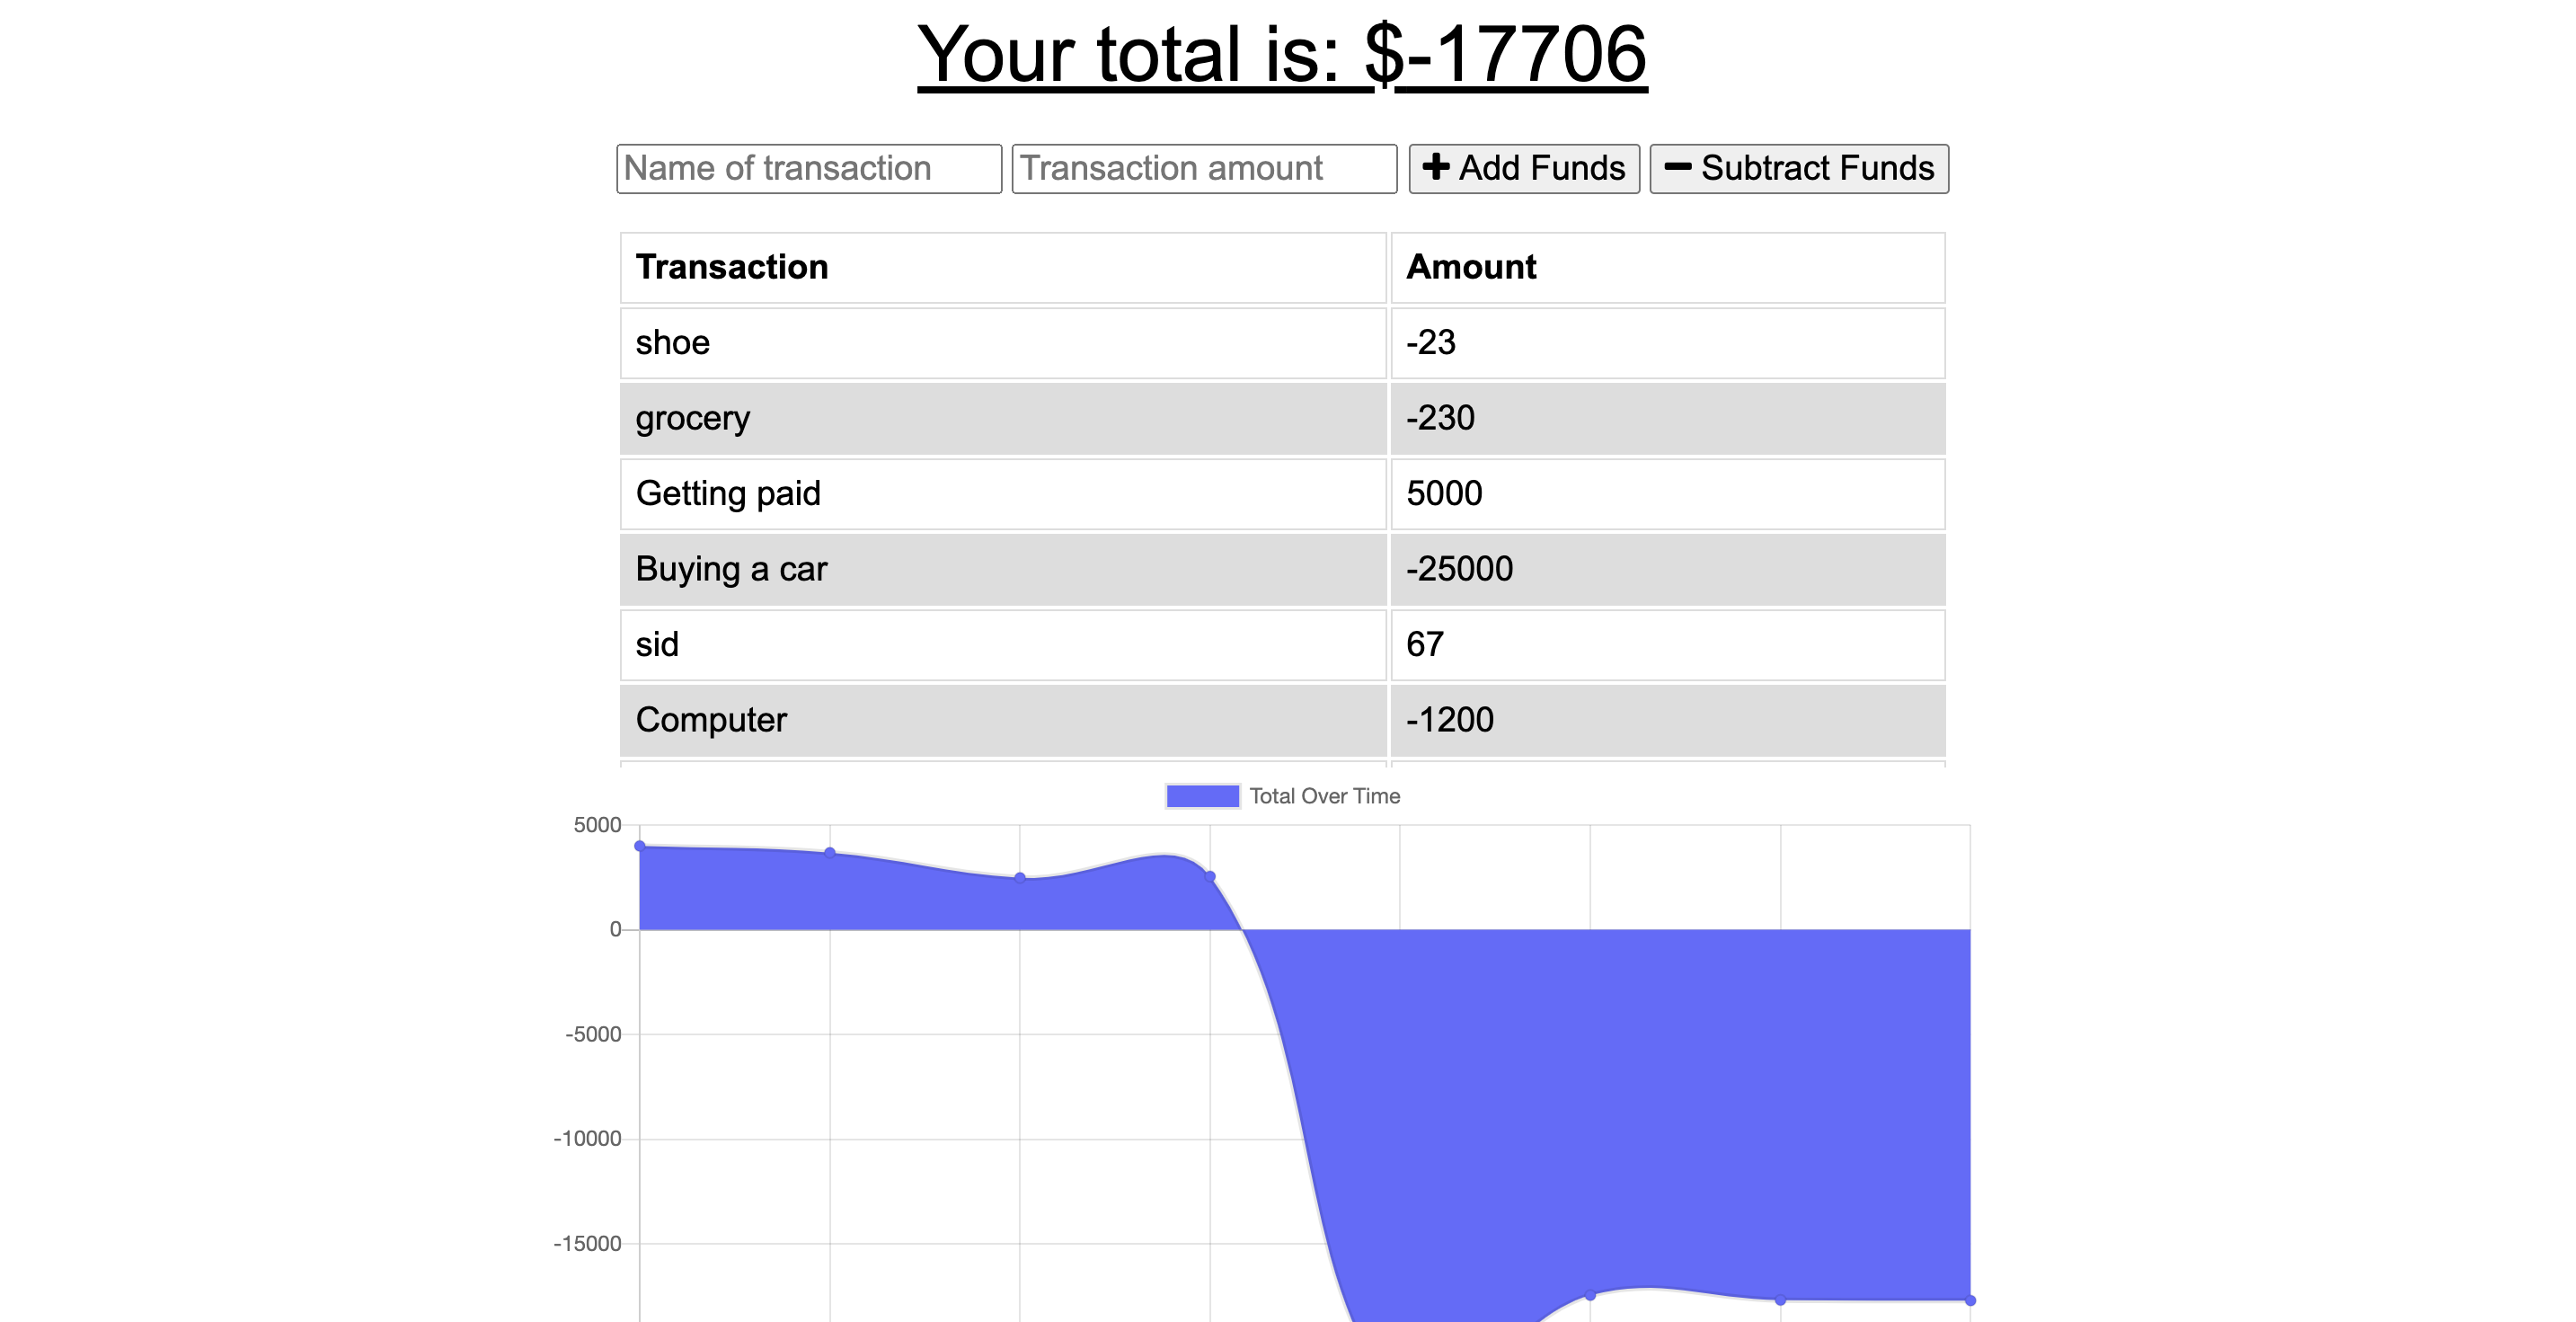 Your total is: $-17706
Name of transaction Transaction amount Add Funds Subtract Funds
Transaction Amount
shoe -23
grocery -230
Getting paid 5000
Buying a car -25000
sid 67
Computer -1200
Total Over Time
5000
0
-5000
-10000
-15000